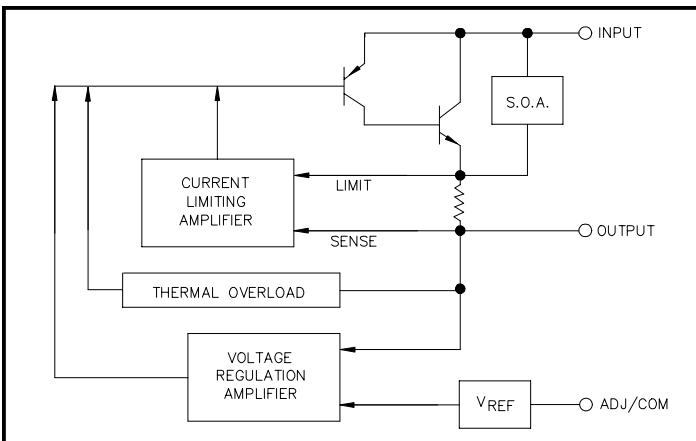 INPUT
S.O.A.
CURRENT
LIMITING
AMPLIFIER
LIMIT
SENSE
OUTPUT
THERMAL OVERLOAD
VOLTAGE
REGULATION
AMPLIFIER
VREF
ADJ/COM